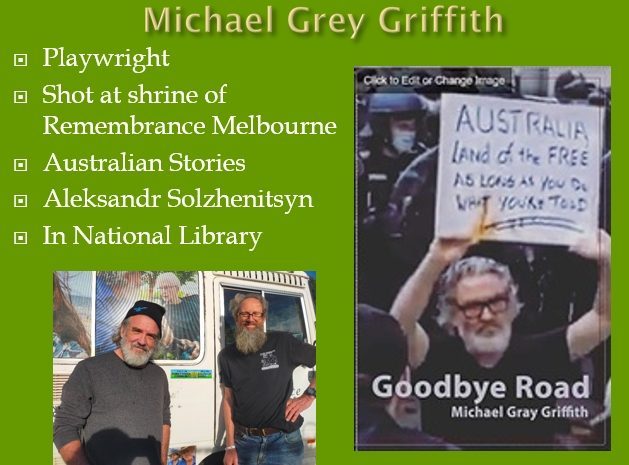 Michael Grey Griffith
Playwright
Shot at shrine of
Remembrance Melbourne
Australian Stories
Aleksandr Solzhenitsyn
In National Library
Click to Edit or Change Image
AUSTRALIA
LAND of the FREE
AS LONG AS YOU DO
WHAT YOU'RE TOLD
Goodbye Road
Michael Gray Griffith